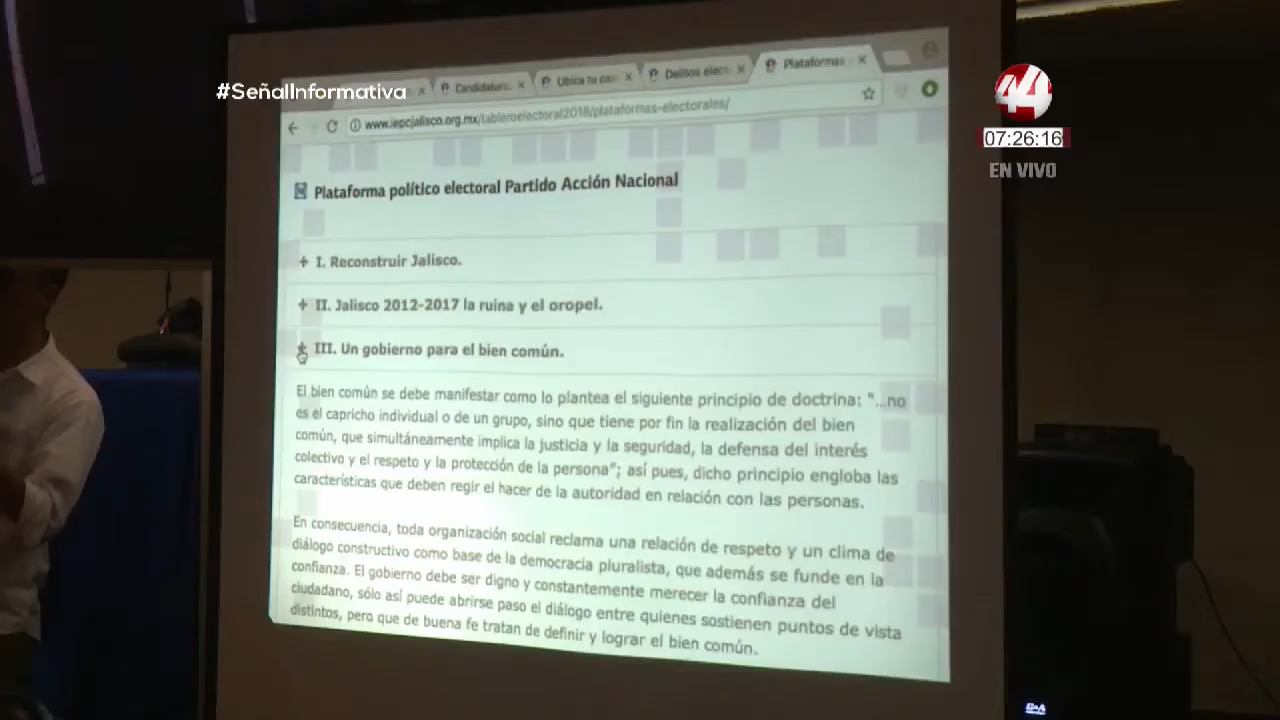 #SeñalInformativa
44
07:26:16
EN VIVO
Candidatura
Ubica tu cas
Delitos elect
Plataformas
www.iepcjalisco.org.mx/tableroelectoral2018/plataformas-electorales/
Plataforma político electoral Partido Acción Nacional
+ I. Reconstruir Jalisco.
+ II. Jalisco 2012-2017 la ruina y el oropel.
III. Un gobierno para el bien común.
El bien común se debe manifestar como lo plantea el siguiente principio de doctrina: "...no
es el capricho individual o de un grupo, sino que tiene por fin la realización del bien
común, que simultáneamente implica la justicia y la seguridad, la defensa del interés
colectivo y el respeto y la protección de la persona"; así pues, dicho principio engloba las
características que deben regir el hacer de la autoridad en relación con las personas.
En consecuencia, toda organización social reclama una relación de respeto y un clima de
diálogo constructivo como base de la democracia pluralista, que además se funde en la
confianza. El gobierno debe ser digno y constantemente merecer la confianza del
ciudadano, sólo así puede abrirse paso el diálogo entre quienes sostienen puntos de vista
distintos, pero que de buena fe tratan de definir y lograr el bien común.